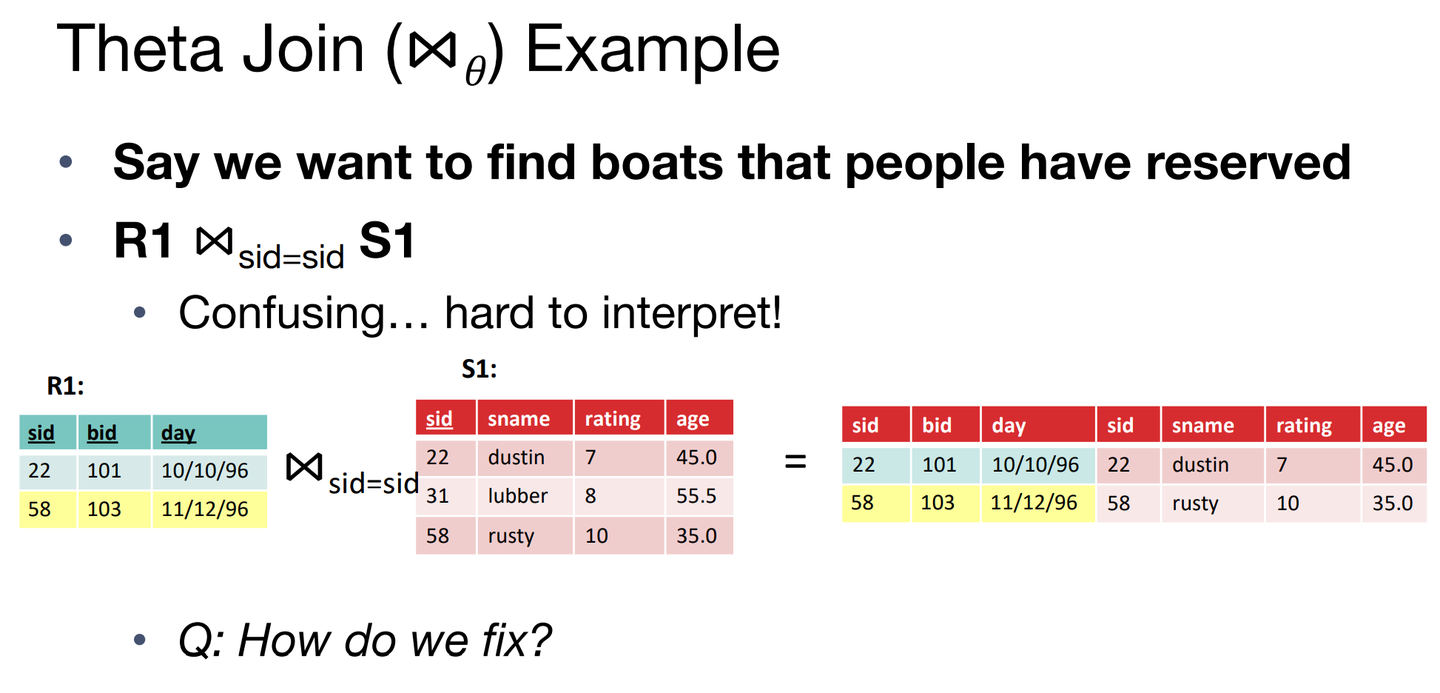 Theta Join (⋈θ) Example
• Say we want to find boats that people have reserved
• R1 ⋈sid=sid S1
• Confusing… hard to interpret!
R1:
sid bid day
22 101 10/10/96
58 103 11/12/96
⋈sid=sid
S1:
sid sname rating age
22 dustin 7 45.0
31 lubber 8 55.5
58 rusty 10 35.0
=
sid bid day sid sname rating age
22 101 10/10/96 22 dustin 7 45.0
58 103 11/12/96 58 rusty 10 35.0
• Q: How do we fix?